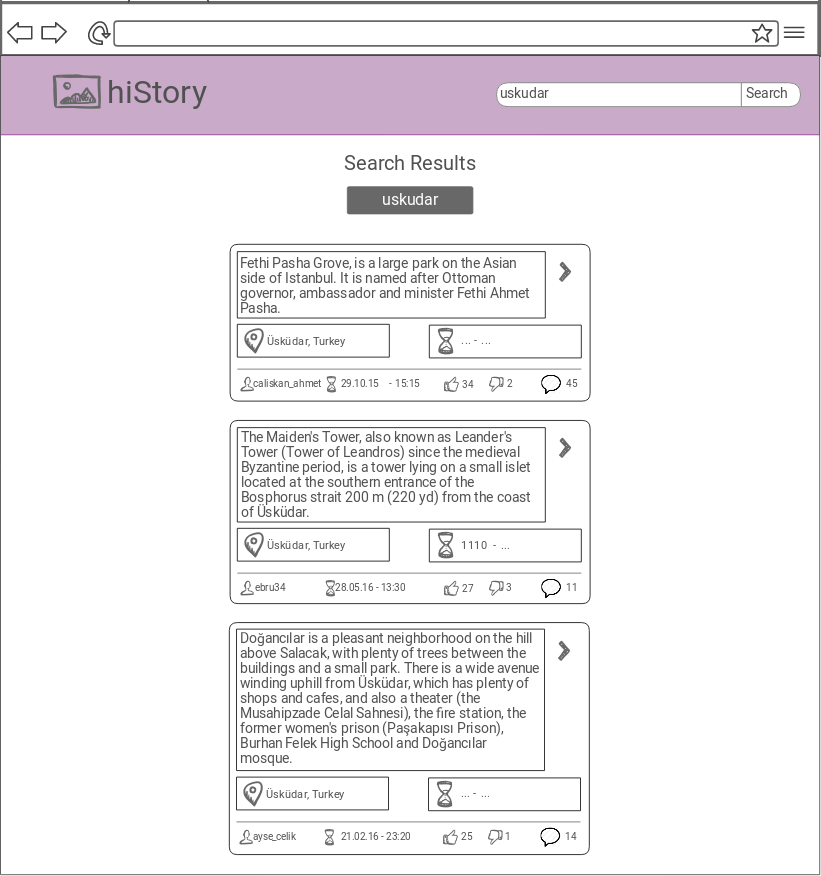 hiStory
uskudar Search
Search Results
uskudar
Fethi Pasha Grove, is a large park on the Asian
side of Istanbul. It is named after Ottoman
governor, ambassador and minister Fethi Ahmet
Pasha.
Üsküdar, Turkey ... - ...
caliskan_ahmet 29.10.15 - 15:15 34 2 45
The Maiden's Tower, also known as Leander's
Tower (Tower of Leandros) since the medieval
Byzantine period, is a tower lying on a small islet
located at the southern entrance of the
Bosphorus strait 200 m (220 yd) from the coast
of Üsküdar.
Üsküdar, Turkey 1110 - ...
ebru34 28.05.16 - 13:30 27 3 11
Doğancılar is a pleasant neighborhood on the hill
above Salacak, with plenty of trees between the
buildings and a small park. There is a wide avenue
winding uphill from Üsküdar, which has plenty of
shops and cafes, and also a theater (the
Musahipzade Celal Sahnesi), the fire station, the
former women's prison (Paşakapısı Prison),
Burhan Felek High School and Doğancılar
mosque.
Üsküdar, Turkey ... - ...
ayse_celik 21.02.16 - 23:20 25 1 14